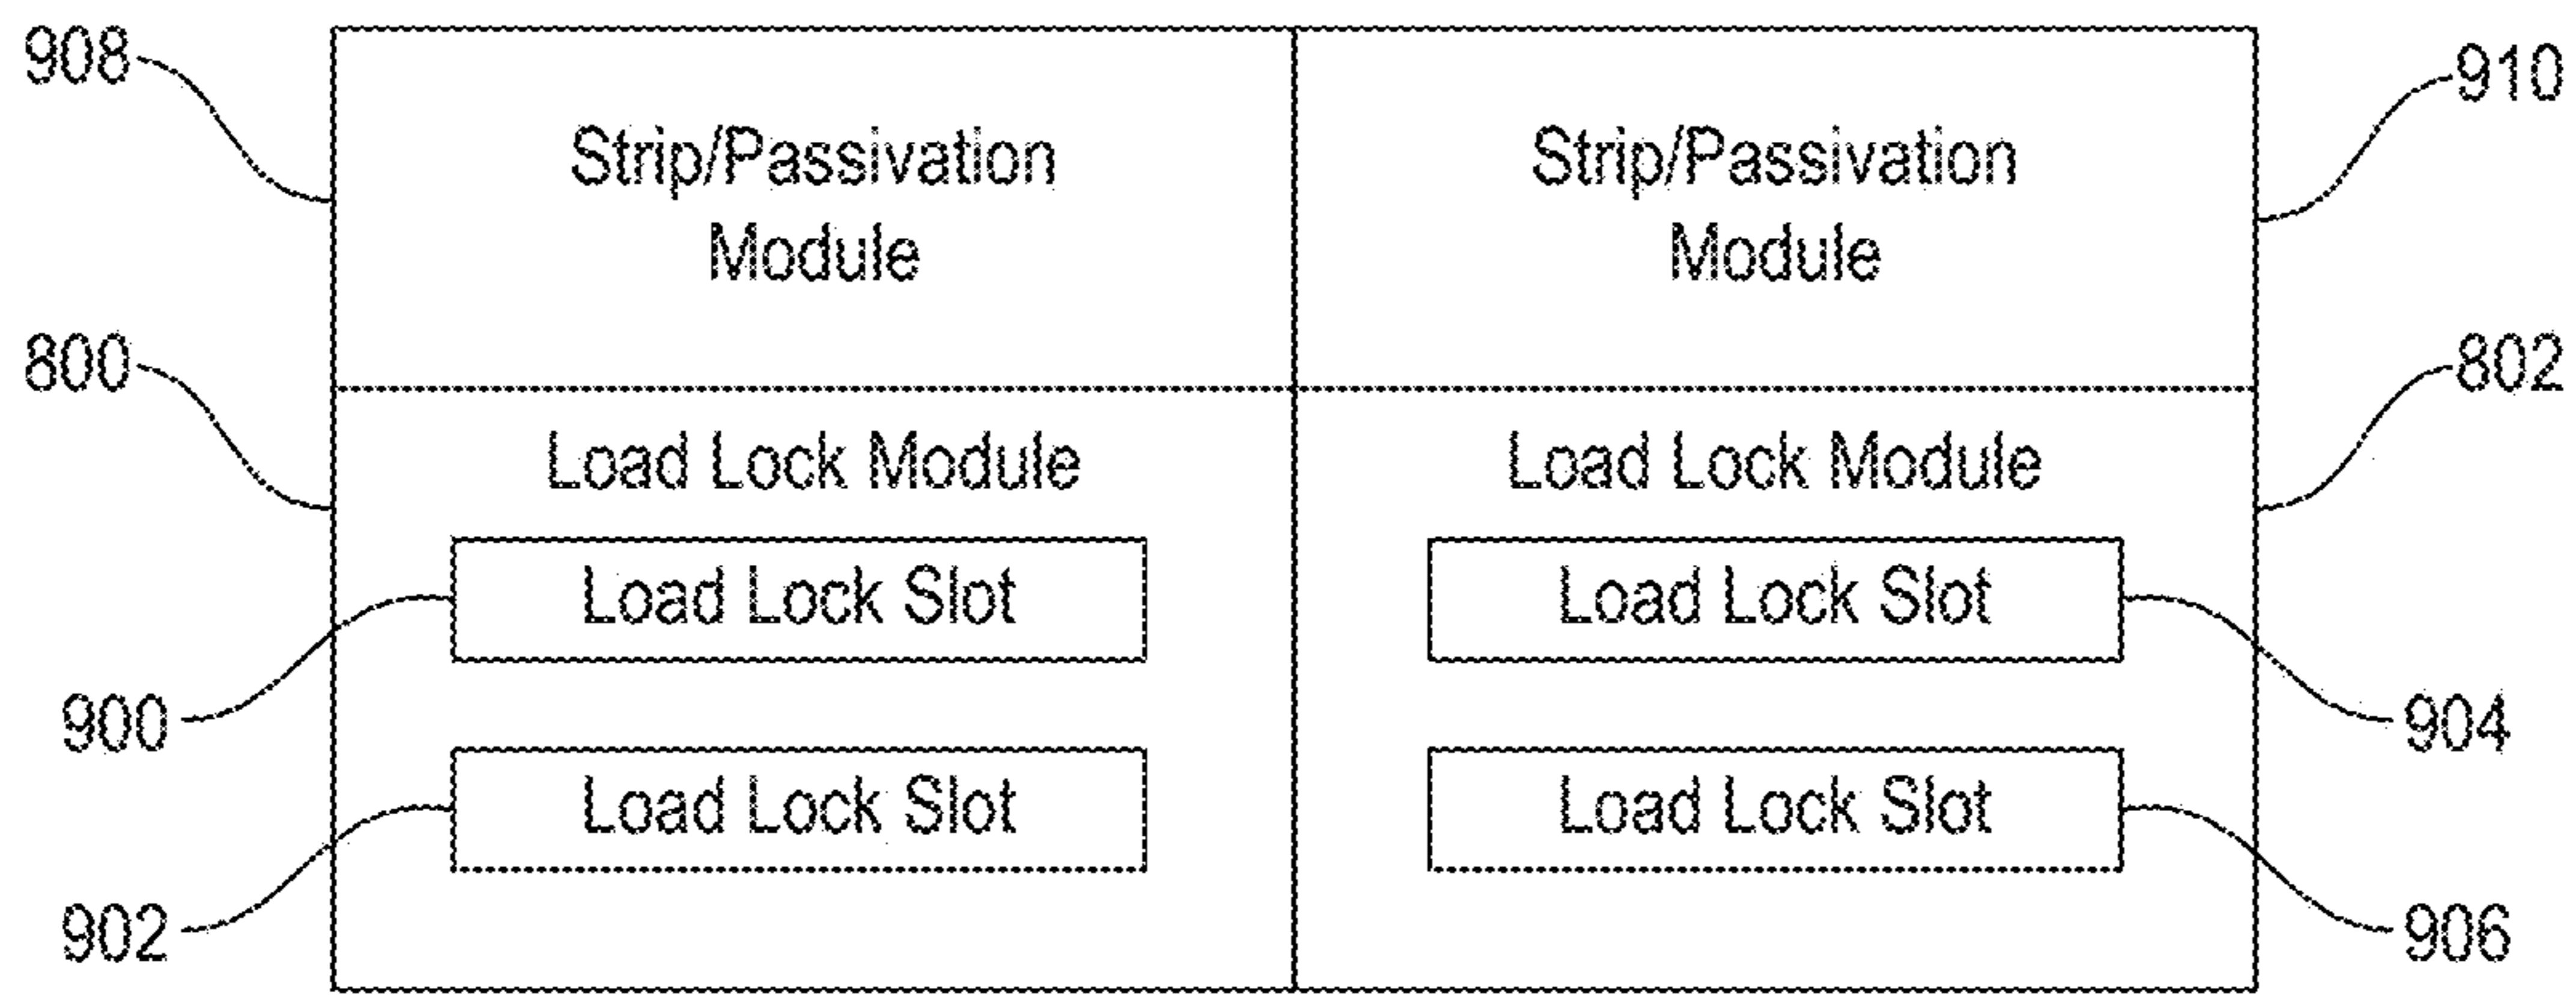 908
910
Strip/Passivation
Module
Strip/Passivation
Module
800
802
Load Lock Module
Load Lock Module
Load Lock Slot
Load Lock Slot
900
904
Load Lock Slot
Load Lock Slot
902
906